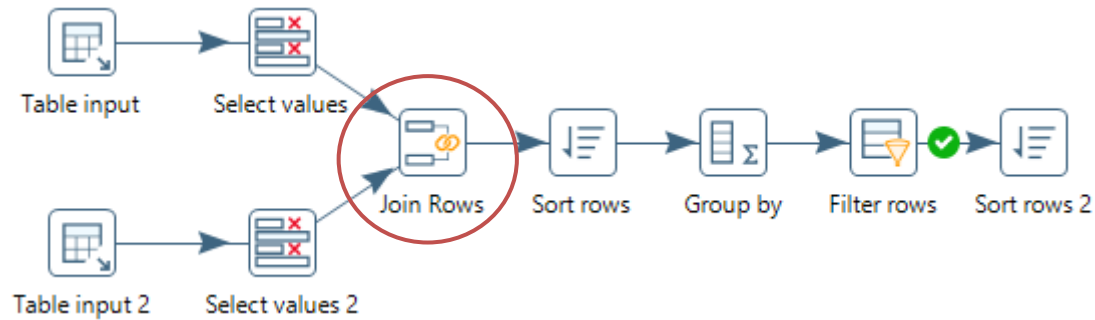 Table input
Select values
Join Rows
Sort rows
Group by
Filter rows
Sort rows 2
Table input 2
Select values 2